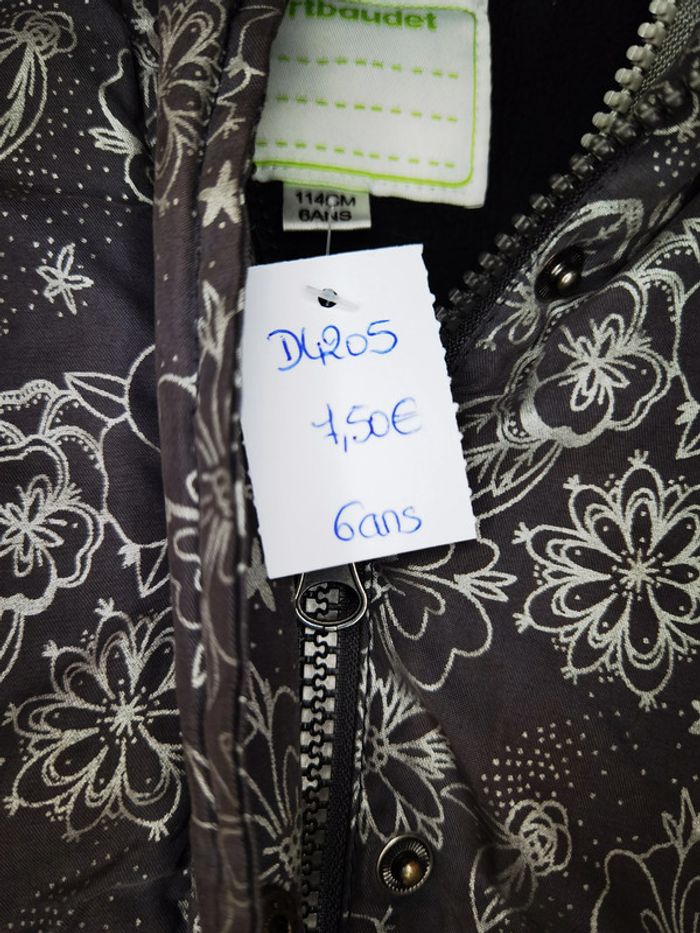 rtbaudet
114CM
6ANS
D4205
7,50€
6ans